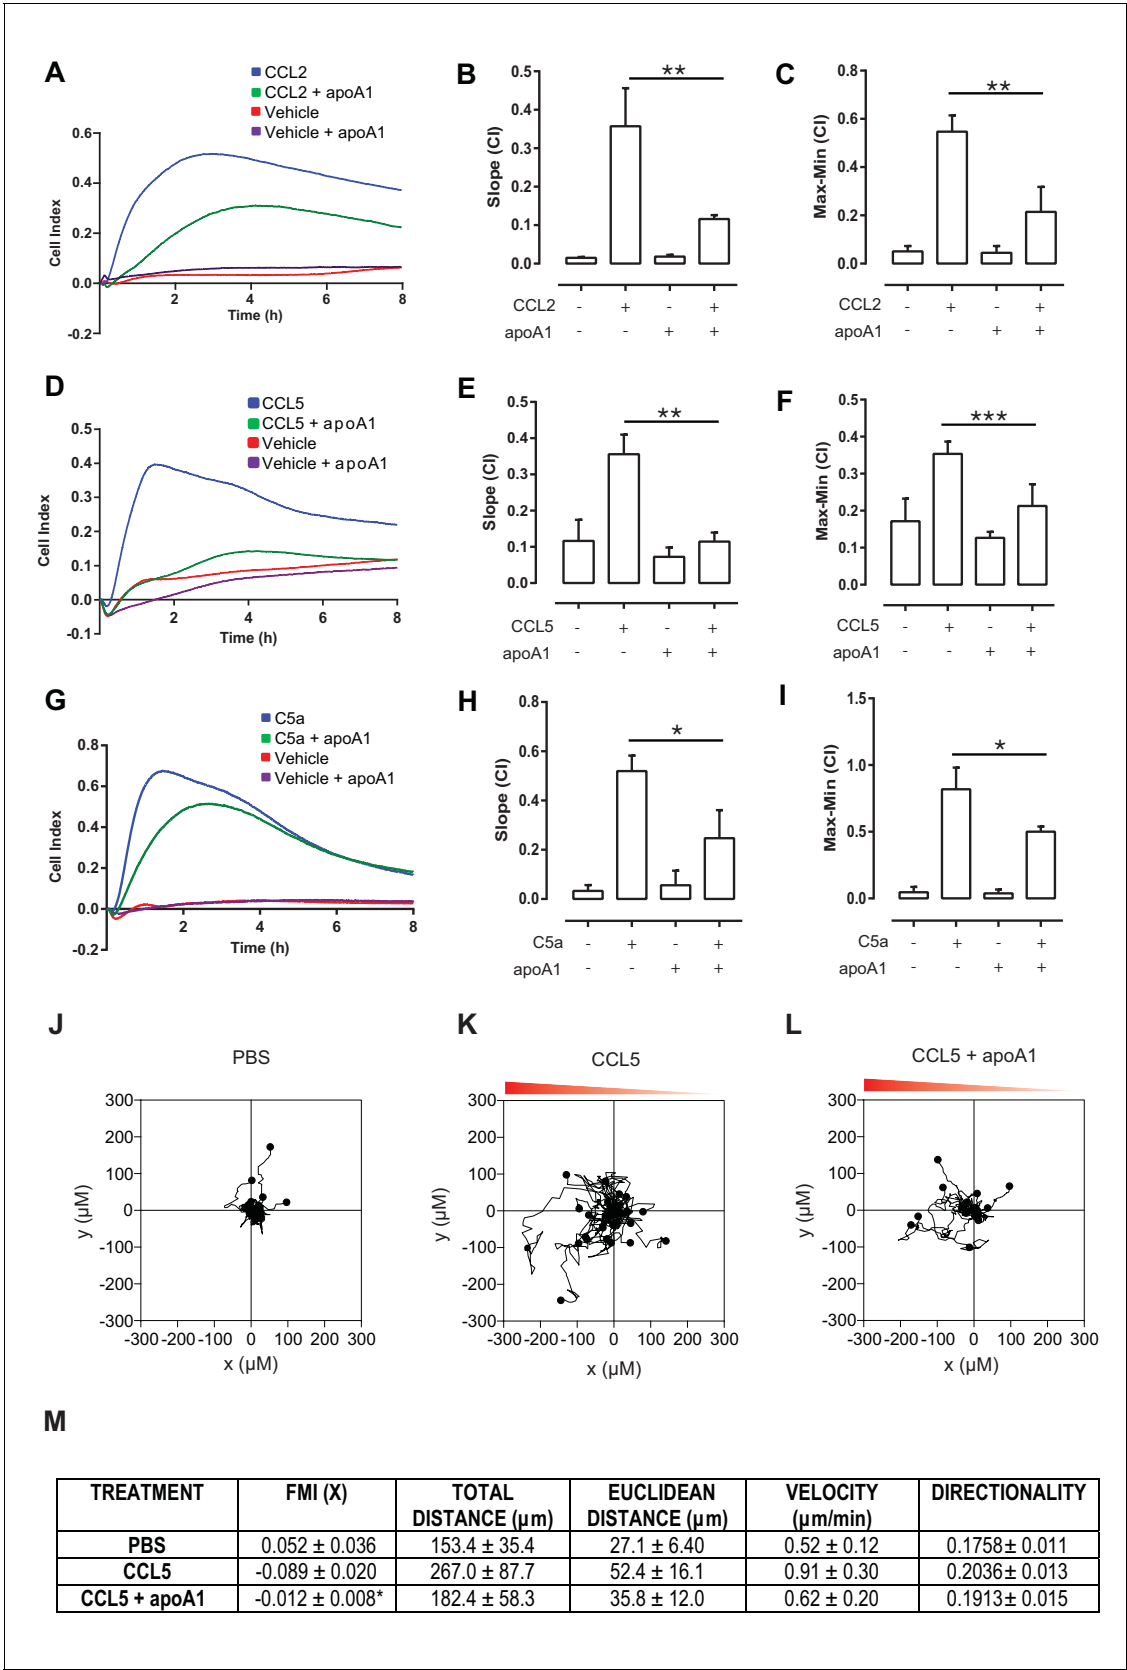 A
CCL2
CCL2 + apoA1
Vehicle
Vehicle + apoA1
0.6
0.4
0.2
0.0
-0.2
Cell Index
2 4 6 8
Time (h)
B
0.5
0.4
0.3
0.2
0.1
0.0
Slope (CI)
**
CCL2 - + - +
apoA1 - - + +
C
0.8
0.6
0.4
0.2
0.0
Max-Min (CI)
**
CCL2 - + - +
apoA1 - - + +
D
CCL5
CCL5 + apoA1
Vehicle
Vehicle + apoA1
0.5
0.4
0.3
0.2
0.1
0.0
-0.1
Cell Index
2 4 6 8
Time (h)
E
0.5
0.4
0.3
0.2
0.1
0.0
Slope (CI)
**
CCL5 - + - +
apoA1 - - + +
F
0.5
0.4
0.3
0.2
0.1
0.0
Max-Min (CI)
***
CCL5 - + - +
apoA1 - - + +
G
C5a
C5a + apoA1
Vehicle
Vehicle + apoA1
0.8
0.6
0.4
0.2
0.0
-0.2
Cell Index
2 4 6 8
Time (h)
H
0.8
0.6
0.4
0.2
0.0
Slope (CI)
*
C5a - + - +
apoA1 - - + +
I
1.5
1.0
0.5
0.0
Max-Min (CI)
*
C5a - + - +
apoA1 - - + +
J
PBS
300
200
100
0
-100
-200
-300
y (µM)
-300 -200 -100 0 100 200 300
x (µM)
K
CCL5
300
200
100
0
-100
-200
-300
y (µM)
-300 -200 -100 0 100 200 300
x (µM)
L
CCL5 + apoA1
300
200
100
0
-100
-200
-300
y (µM)
-300 -200 -100 0 100 200 300
x (µM)
M
TREATMENT FMI (X) TOTAL DISTANCE (µm) EUCLIDEAN DISTANCE (µm) VELOCITY (µm/min) DIRECTIONALITY
PBS 0.052 ± 0.036 153.4 ± 35.4 27.1 ± 6.40 0.52 ± 0.12 0.1758± 0.011
CCL5 -0.089 ± 0.020 267.0 ± 87.7 52.4 ± 16.1 0.91 ± 0.30 0.2036± 0.013
CCL5 + apoA1 -0.012 ± 0.008* 182.4 ± 58.3 35.8 ± 12.0 0.62 ± 0.20 0.1913± 0.015